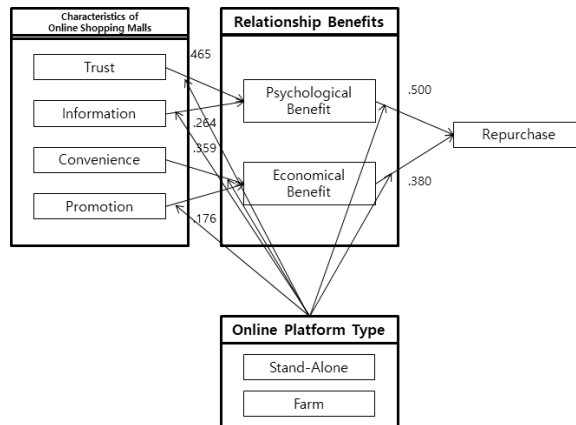 Characteristics of
Online Shopping Malls
Relationship Benefits
Trust
.465
Psychological
Benefit
.500
Information
.264
Repurchase
.359
Convenience
Economical
Benefit
.380
Promotion
.176
Online Platform Type
Stand-Alone
Farm